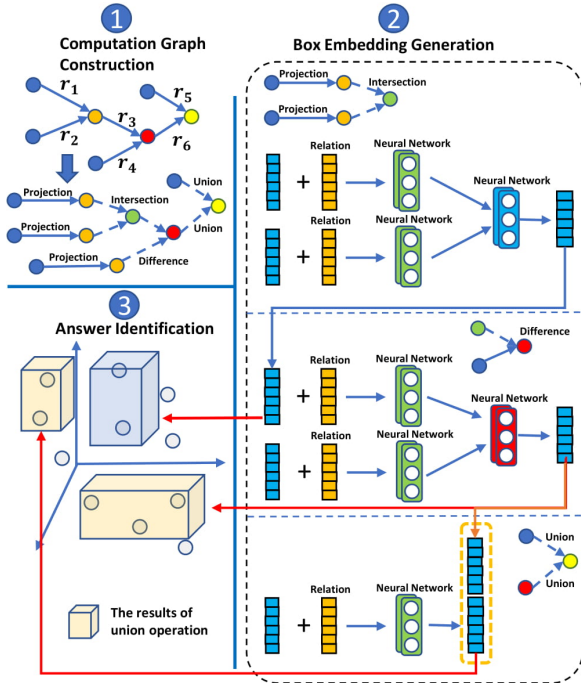 1
Computation Graph
Construction
r₁
r₂
r₃
r₄
r₅
r₆
Projection
Projection
Projection
Intersection
Difference
Union
Union
2
Box Embedding Generation
Projection
Projection
Intersection
Relation
Neural Network
Neural Network
+
Relation
Neural Network
+
Difference
Relation
Neural Network
Neural Network
+
Relation
Neural Network
+
Union
Union
Relation
Neural Network
+
3
Answer Identification
The results of
union operation